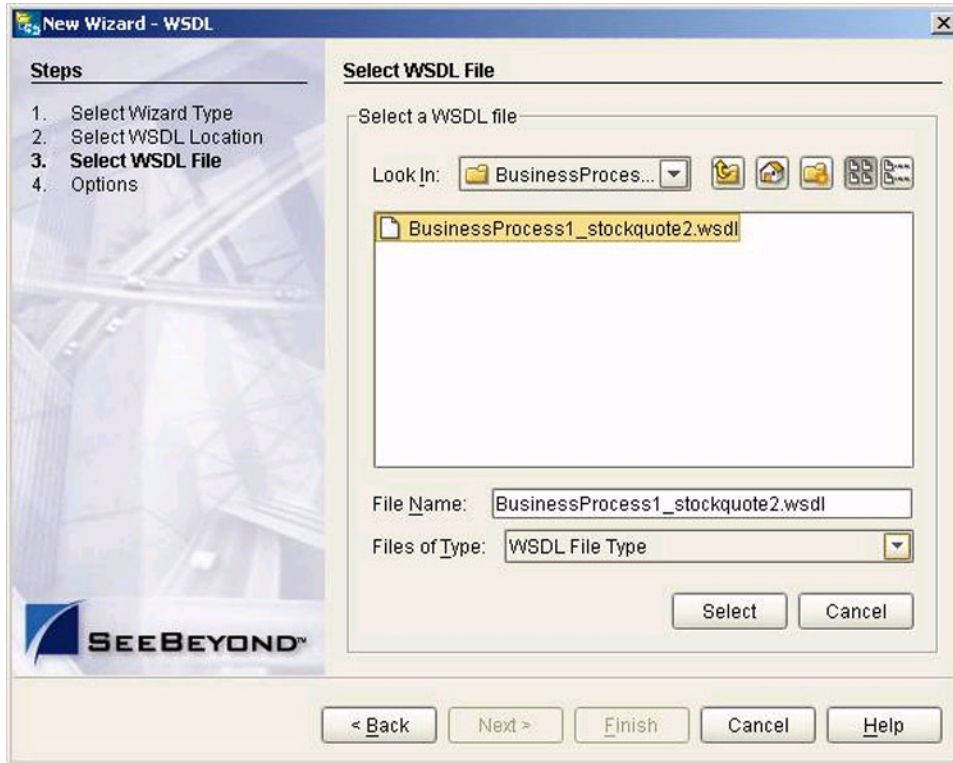 New Wizard - WSDL
Steps
1. Select Wizard Type
2. Select WSDL Location
3. Select WSDL File
4. Options
SEEBEYOND™
Select WSDL File
Select a WSDL file
Look In: BusinessProces...
BusinessProcess1_stockquote2.wsdl
File Name: BusinessProcess1_stockquote2.wsdl
Files of Type: WSDL File Type
Select Cancel
< Back Next > Finish Cancel Help